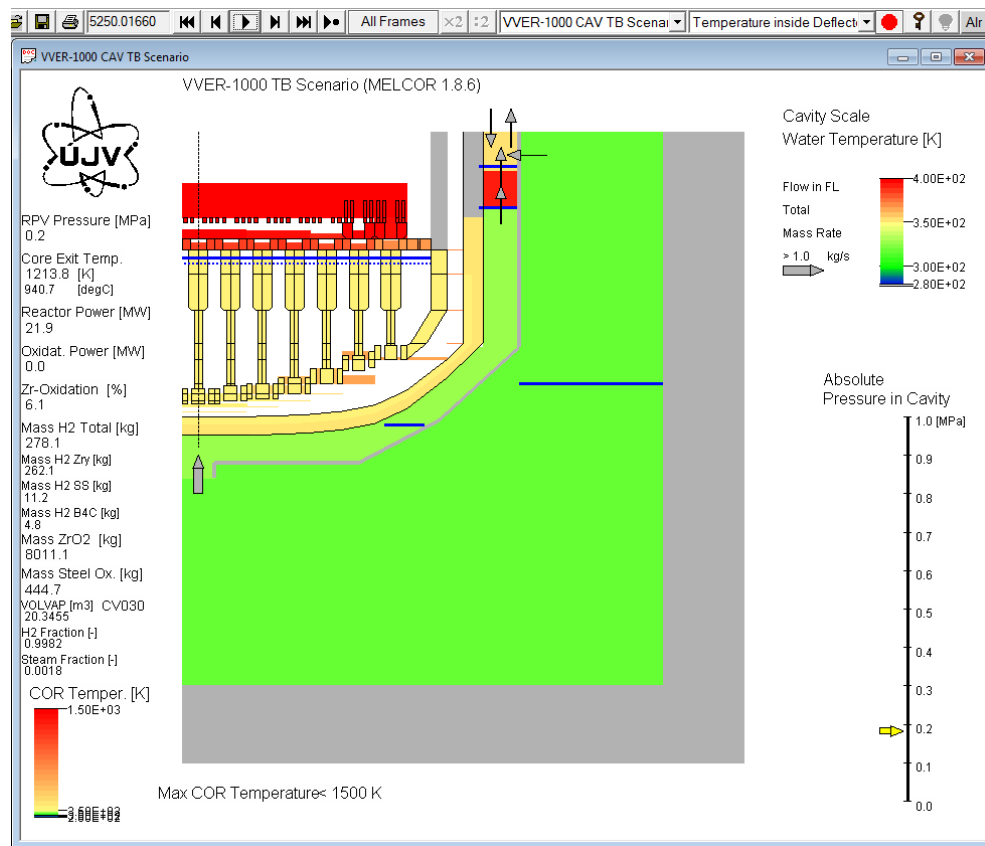 5250.01660
All Frames
×2
:2
VVER-1000 CAV TB Scenar
Temperature inside Deflect
Alr
VVER-1000 CAV TB Scenario
VVER-1000 TB Scenario (MELCOR 1.8.6)
ÚJV
RPV Pressure [MPa]
0.2
Core Exit Temp.
1213.8 [K]
940.7 [degC]
Reactor Power [MW]
21.9
Oxidat. Power [MW]
0.0
Zr-Oxidation [%]
6.1
Mass H2 Total [kg]
278.1
Mass H2 Zry [kg]
262.1
Mass H2 SS [kg]
11.2
Mass H2 B4C [kg]
4.8
Mass ZrO2 [kg]
8011.1
Mass Steel Ox. [kg]
444.7
VOLVAP [m3] CV030
20.3455
H2 Fraction [-]
0.9982
Steam Fraction [-]
0.0018
COR Temper. [K]
1.50E+03
Max COR Temperature< 1500 K
Cavity Scale
Water Temperature [K]
Flow in FL
Total
Mass Rate
> 1.0 kg/s
4.00E+02
3.50E+02
3.00E+02
2.80E+02
Absolute
Pressure in Cavity
1.0 [MPa]
0.9
0.8
0.7
0.6
0.5
0.4
0.3
0.2
0.1
0.0